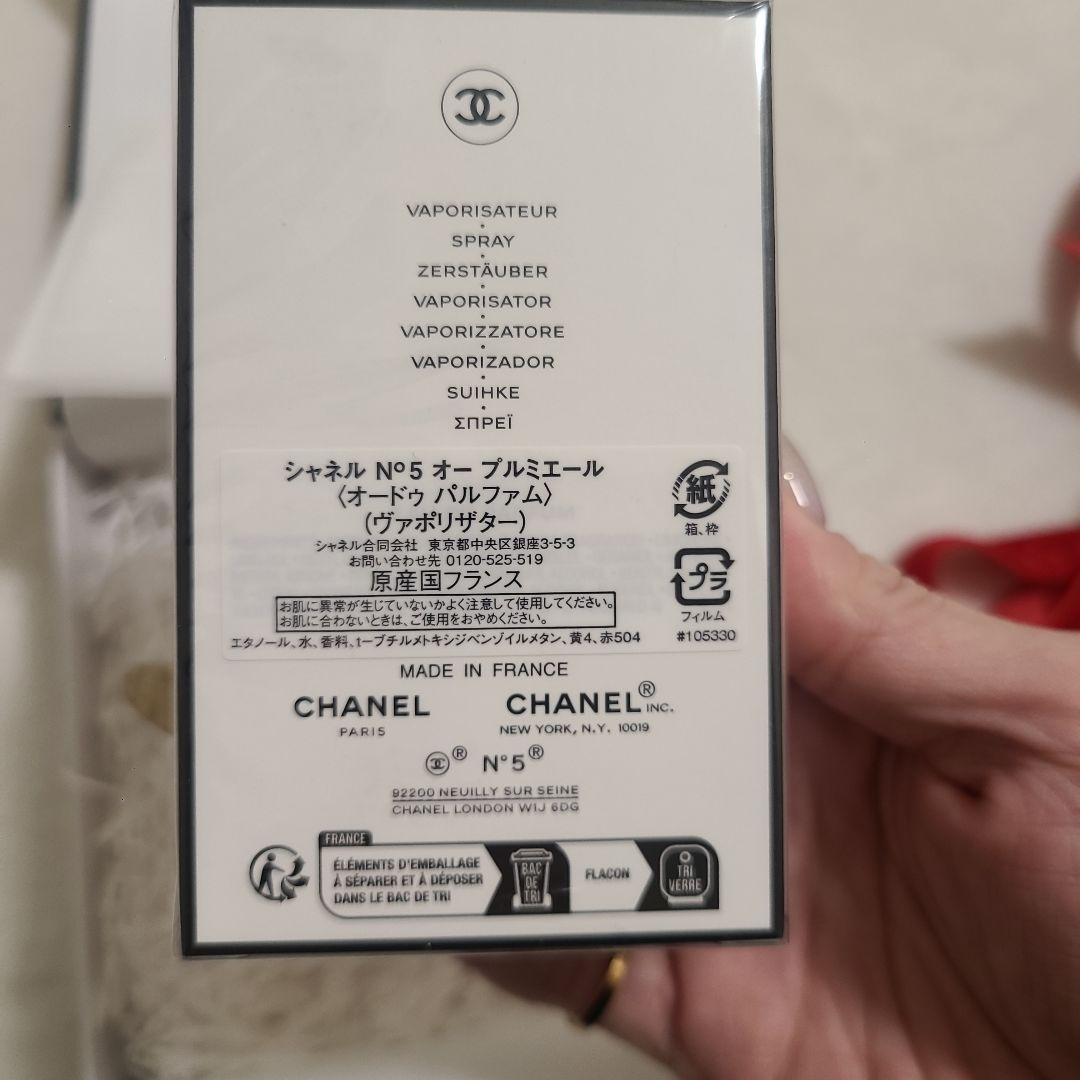 VAPORISATEUR
SPRAY
ZERSTÄUBER
VAPORISATOR
VAPORIZZATORE
VAPORIZADOR
SUIHKE
ΣΠΡΕΪ
シャネル Nº5 オー プルミエール
〈オードゥ パルファム〉
(ヴァポリザター)
シャネル合同会社 東京都中央区銀座3-5-3
お問い合わせ先 0120-525-519
原産国フランス
お肌に異常が生じていないかよく注意して使用してください。
お肌に合わないときは、ご使用をおやめください。
エタノール、水、香料、t-ブチルメトキシジベンゾイルメタン、黄4、赤504
紙
箱、枠
プラ
フィルム
#105330
MADE IN FRANCE
CHANEL
PARIS
CHANEL® INC.
NEW YORK, N.Y. 10019
® N°5®
92200 NEUILLY SUR SEINE
CHANEL LONDON W1J 6DG
FRANCE
ÉLÉMENTS D'EMBALLAGE
À SÉPARER ET À DÉPOSER
DANS LE BAC DE TRI
BAC
DE
TRI
FLACON
TRI
VERRE